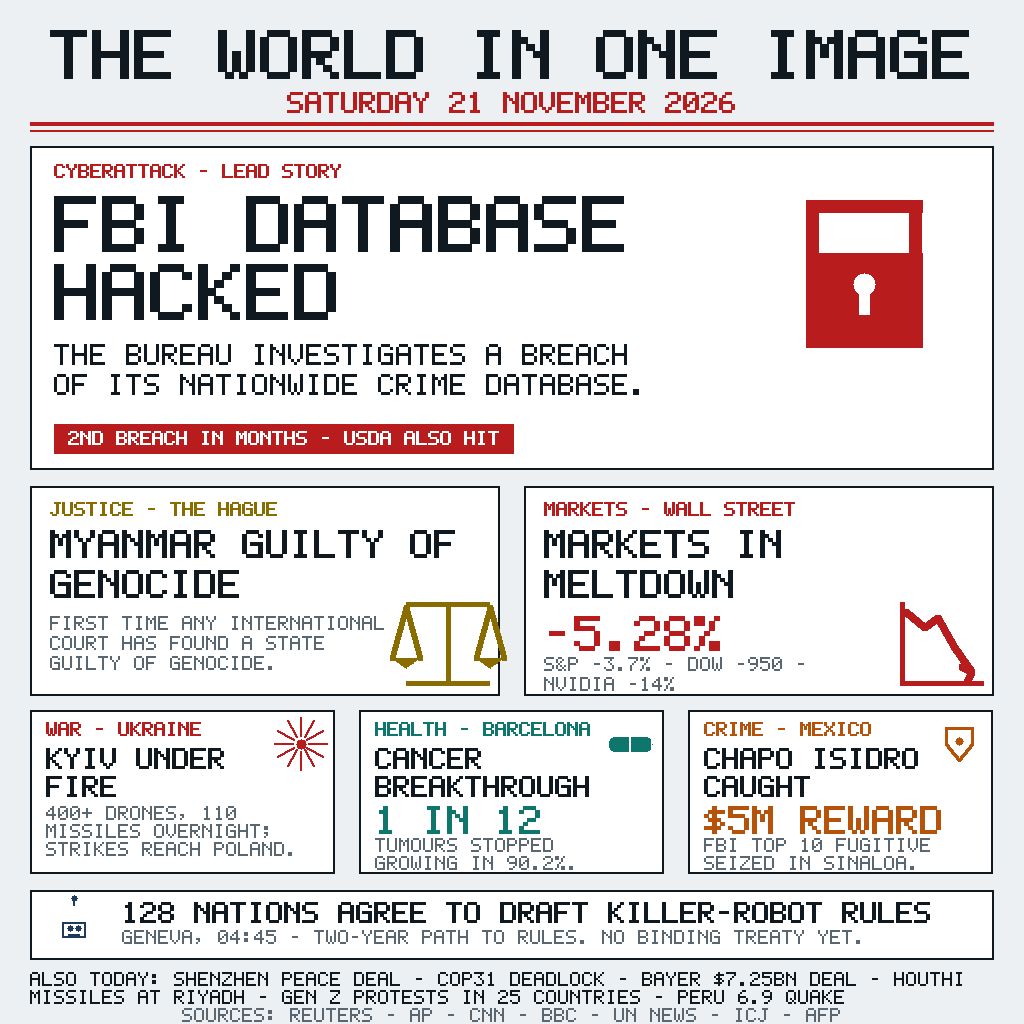 THE WORLD IN ONE IMAGE
SATURDAY 21 NOVEMBER 2026
CYBERATTACK - LEAD STORY
FBI DATABASE
HACKED
THE BUREAU INVESTIGATES A BREACH
OF ITS NATIONWIDE CRIME DATABASE.
2ND BREACH IN MONTHS - USDA ALSO HIT
JUSTICE - THE HAGUE
MYANMAR GUILTY OF
GENOCIDE
FIRST TIME ANY INTERNATIONAL
COURT HAS FOUND A STATE
GUILTY OF GENOCIDE.
MARKETS - WALL STREET
MARKETS IN
MELTDOWN
-5.28%
S&P -3.7% - DOW -950 -
NVIDIA -14%
WAR - UKRAINE
KYIV UNDER
FIRE
400+ DRONES, 110
MISSILES OVERNIGHT;
STRIKES REACH POLAND.
HEALTH - BARCELONA
CANCER
BREAKTHROUGH
1 IN 12
TUMOURS STOPPED
GROWING IN 90.2%.
CRIME - MEXICO
CHAPO ISIDRO
CAUGHT
$5M REWARD
FBI TOP 10 FUGITIVE
SEIZED IN SINALOA.
128 NATIONS AGREE TO DRAFT KILLER-ROBOT RULES
GENEVA, 04:45 - TWO-YEAR PATH TO RULES. NO BINDING TREATY YET.
ALSO TODAY: SHENZHEN PEACE DEAL - COP31 DEADLOCK - BAYER $7.25BN DEAL - HOUTHI
MISSILES AT RIYADH - GEN Z PROTESTS IN 25 COUNTRIES - PERU 6.9 QUAKE
SOURCES: REUTERS - AP - CNN - BBC - UN NEWS - ICJ - AFP